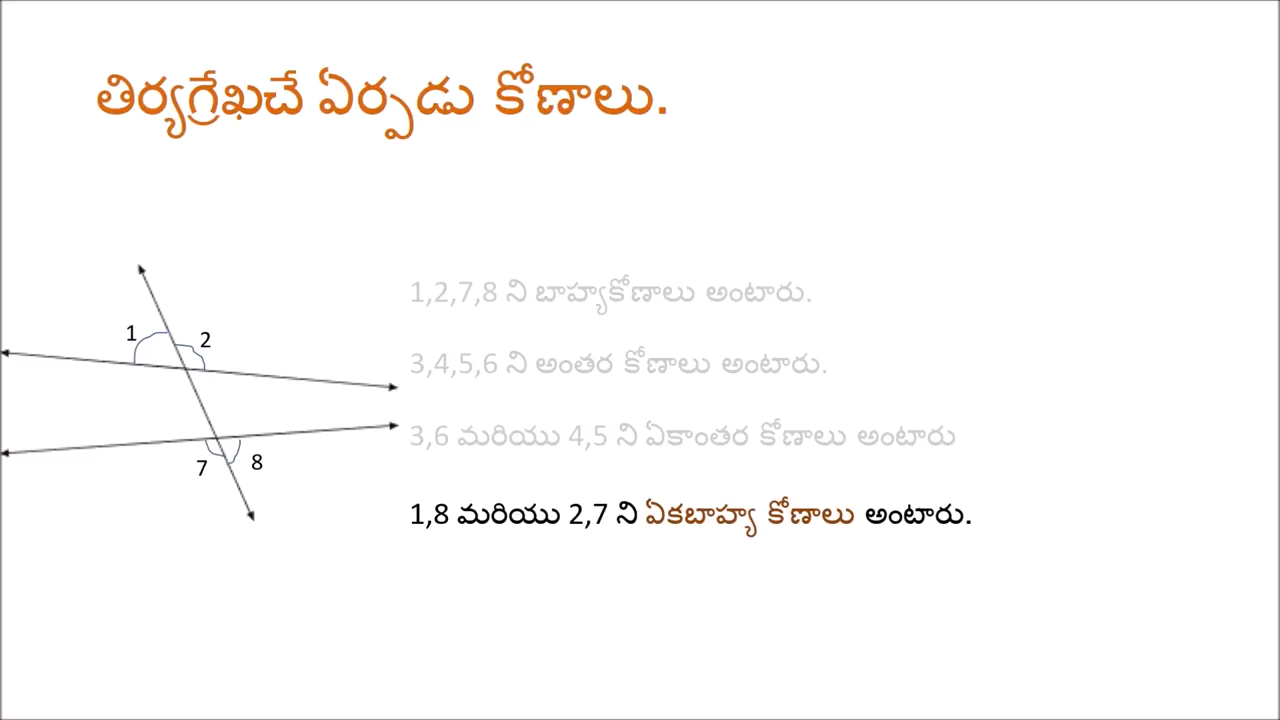 తిర్యగ్రేఖచే ఏర్పడు కోణాలు.
1,2,7,8 ని బాహ్యకోణాలు అంటారు.
1
2
3,4,5,6 ని అంతర కోణాలు అంటారు.
3,6 మరియు 4,5 ని ఏకాంతర కోణాలు అంటారు
7
8
1,8 మరియు 2,7 ని ఏకబాహ్య కోణాలు అంటారు.